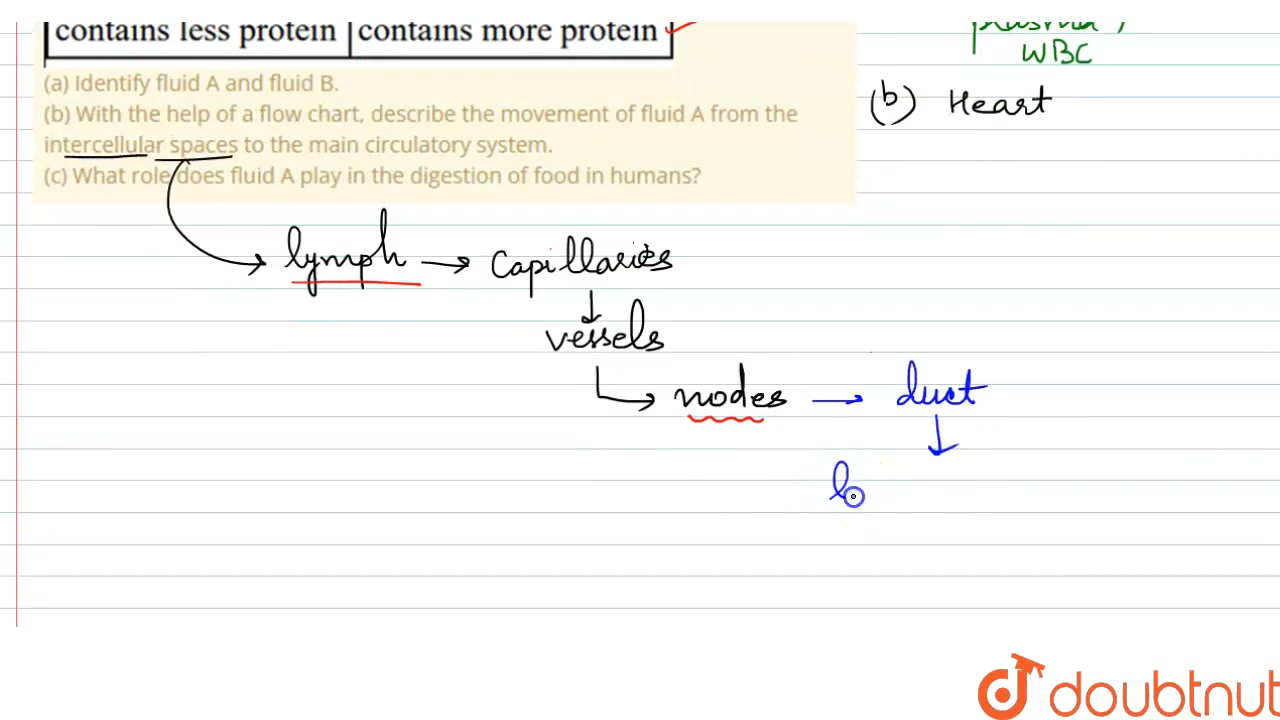 contains less protein contains more protein
(a) Identify fluid A and fluid B.
(b) With the help of a flow chart, describe the movement of fluid A from the
intercellular spaces to the main circulatory system.
(c) What role does fluid A play in the digestion of food in humans?
plasma,
WBC
(b) Heart
lymph → capillaries
vessels
nodes → duct
doubtnut